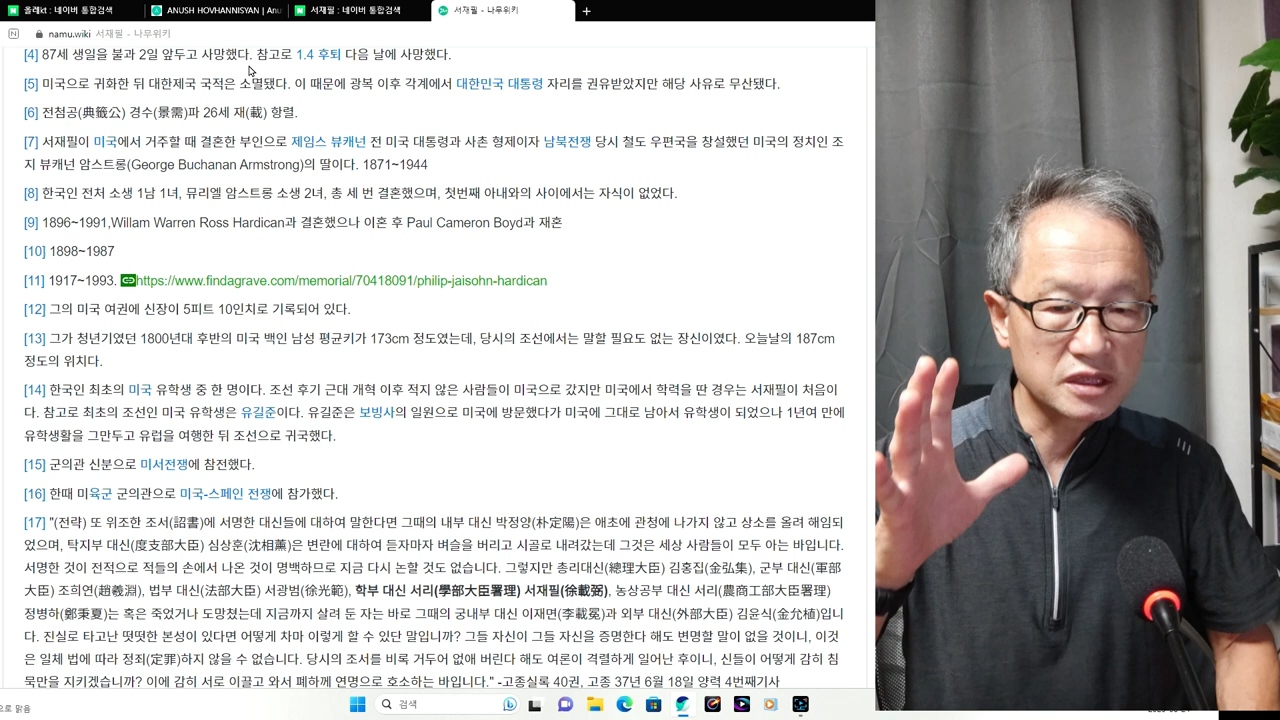 올레kt : 네이버 통합검색
ANUSH HOVHANNISYAN | Anu
서재필 : 네이버 통합검색
서재필 - 나무위키
namu.wiki 서재필 - 나무위키
[4] 87세 생일을 불과 2일 앞두고 사망했다. 참고로 1.4 후퇴 다음 날에 사망했다.
[5] 미국으로 귀화한 뒤 대한제국 국적은 소멸됐다. 이 때문에 광복 이후 각계에서 대한민국 대통령 자리를 권유받았지만 해당 사유로 무산됐다.
[6] 전첨공(典籤公) 경수(景需)파 26세 재(載) 항렬.
[7] 서재필이 미국에서 거주할 때 결혼한 부인으로 제임스 뷰캐넌 전 미국 대통령과 사촌 형제이자 남북전쟁 당시 철도 우편국을 창설했던 미국의 정치인 조
지 뷰캐넌 암스트롱(George Buchanan Armstrong)의 딸이다. 1871~1944
[8] 한국인 전처 소생 1남 1녀, 뮤리엘 암스트롱 소생 2녀, 총 세 번 결혼했으며, 첫번째 아내와의 사이에서는 자식이 없었다.
[9] 1896~1991,Willam Warren Ross Hardican과 결혼했으나 이혼 후 Paul Cameron Boyd과 재혼
[10] 1898~1987
[11] 1917~1993. https://www.findagrave.com/memorial/70418091/philip-jaisohn-hardican
[12] 그의 미국 여권에 신장이 5피트 10인치로 기록되어 있다.
[13] 그가 청년기였던 1800년대 후반의 미국 백인 남성 평균키가 173cm 정도였는데, 당시의 조선에서는 말할 필요도 없는 장신이였다. 오늘날의 187cm
정도의 위치다.
[14] 한국인 최초의 미국 유학생 중 한 명이다. 조선 후기 근대 개화기로 적지 않은 사람들이 미국으로 갔지만 미국에서 학력을 딴 경우는 서재필이 처음이
다. 참고로 최초의 조선인 미국 유학생은 유길준이다. 유길준은 보빙사의 일원으로 미국에 방문했다가 미국에 그대로 남아서 유학생이 되었으나 1년여 만에
유학생활을 그만두고 유럽을 여행한 뒤 조선으로 귀국했다.
[15] 군의관 신분으로 미서전쟁에 참전했다.
[16] 한때 미육군 군의관으로 미국-스페인 전쟁에 참가했다.
[17] "(전략) 또 위조한 조서(詔書)에 서명한 대신들에 대하여 말한다면 그때의 내부 대신 박정양(朴定陽)은 애초에 관청에 나가지 않고 상소를 올려 해임되
었으며, 탁지부 대신(度支部大臣) 심상훈(沈相薰)은 변란에 대하여 듣자마자 벼슬을 버리고 시골로 내려갔는데 그것은 세상 사람들이 모두 아는 바입니다.
서명한 것이 전적으로 적들의 손에서 나온 것이 명백하므로 지금 다시 논할 것도 없습니다. 그렇지만 총리대신(總理大臣) 김홍집(金弘集), 군부 대신(軍部
大臣) 조희연(趙羲淵), 법부 대신(法部大臣) 서광범(徐光範), 학부 대신 서리(學部大臣署理) 서재필(徐載弼), 농상공부 대신 서리(農商工部大臣署理)
정병하(鄭秉夏)는 혹은 죽었거나 도망쳤는데 지금까지 살려 둔 자는 바로 그때의 궁내부 대신 이재면(李載冕)과 외부 대신(外部大臣) 김윤식(金允植)입니
다. 진실로 타고난 떳떳한 본성이 있다면 어떻게 차마 이렇게 할 수 있단 말입니까? 그들 자신이 그들 자신을 증명한다 해도 변명할 말이 없을 것이니, 이것
은 일체 법에 따라 정죄(定罪)하지 않을 수 없습니다. 당시의 조서를 비록 거두어 없애 버린다 해도 여론이 격렬하게 일어난 후이니, 신들이 어떻게 감히 침
묵만을 지키겠습니까? 이에 감히 서로 이끌고 와서 폐하께 연명으로 호소하는 바입니다." -고종실록 40권, 고종 37년 6월 18일 양력 4번째기사
으로 맑음
검색